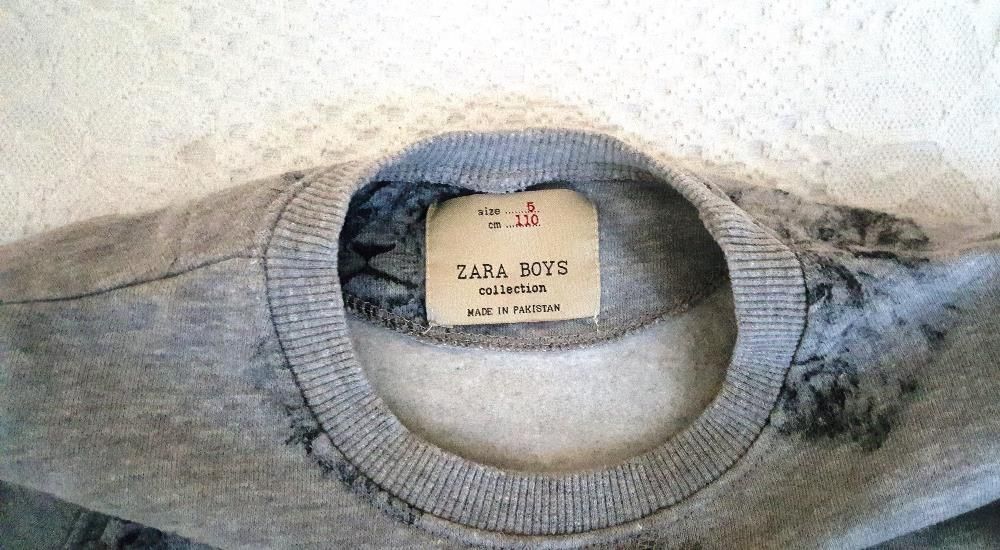 size ......5.
cm ...110
ZARA BOYS
collection
MADE IN PAKISTAN